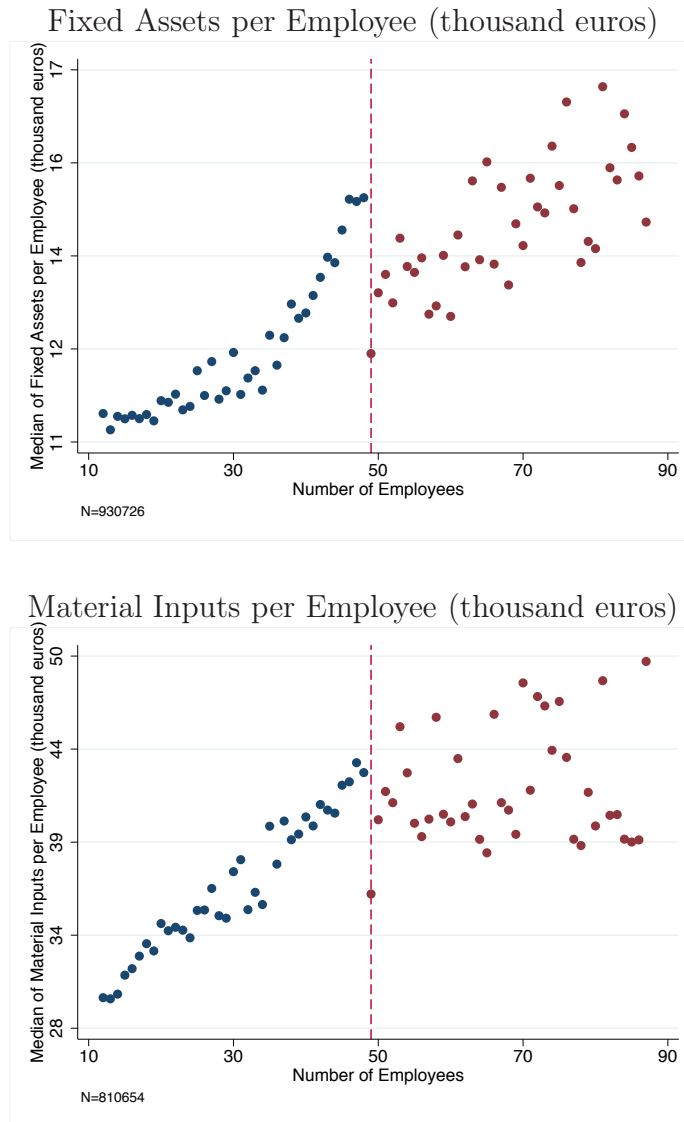 Fixed Assets per Employee (thousand euros)
Median of Fixed Assets per Employee (thousand euros)
17
16
14
12
11
10 30 50 70 90
Number of Employees
N=930726
Material Inputs per Employee (thousand euros)
Median of Material Inputs per Employee (thousand euros)
50
44
39
34
28
10 30 50 70 90
Number of Employees
N=810654